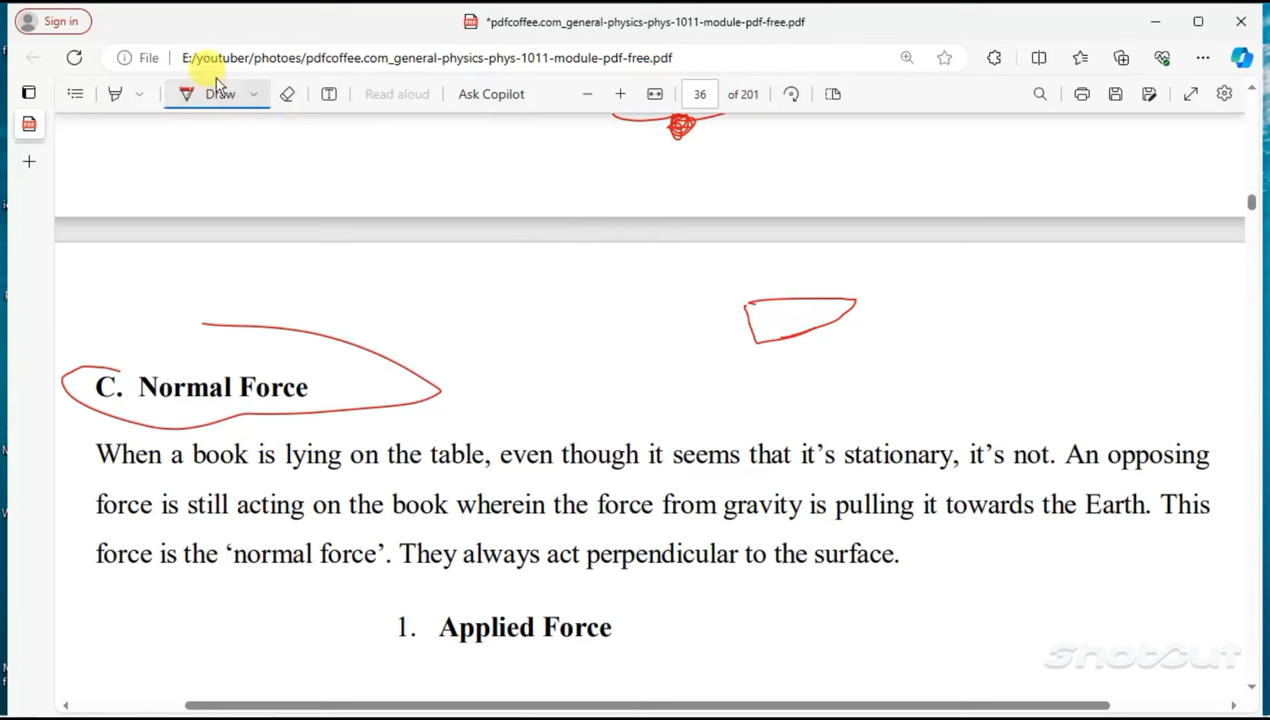 Sign in
*pdfcoffee.com_general-physics-phys-1011-module-pdf-free.pdf
File E:/youtuber/photoes/pdfcoffee.com_general-physics-phys-1011-module-pdf-free.pdf
Draw Read aloud Ask Copilot 36 of 201
C. Normal Force
When a book is lying on the table, even though it seems that it's stationary, it's not. An opposing
force is still acting on the book wherein the force from gravity is pulling it towards the Earth. This
force is the ‘normal force’. They always act perpendicular to the surface.
1. Applied Force
Shotcut